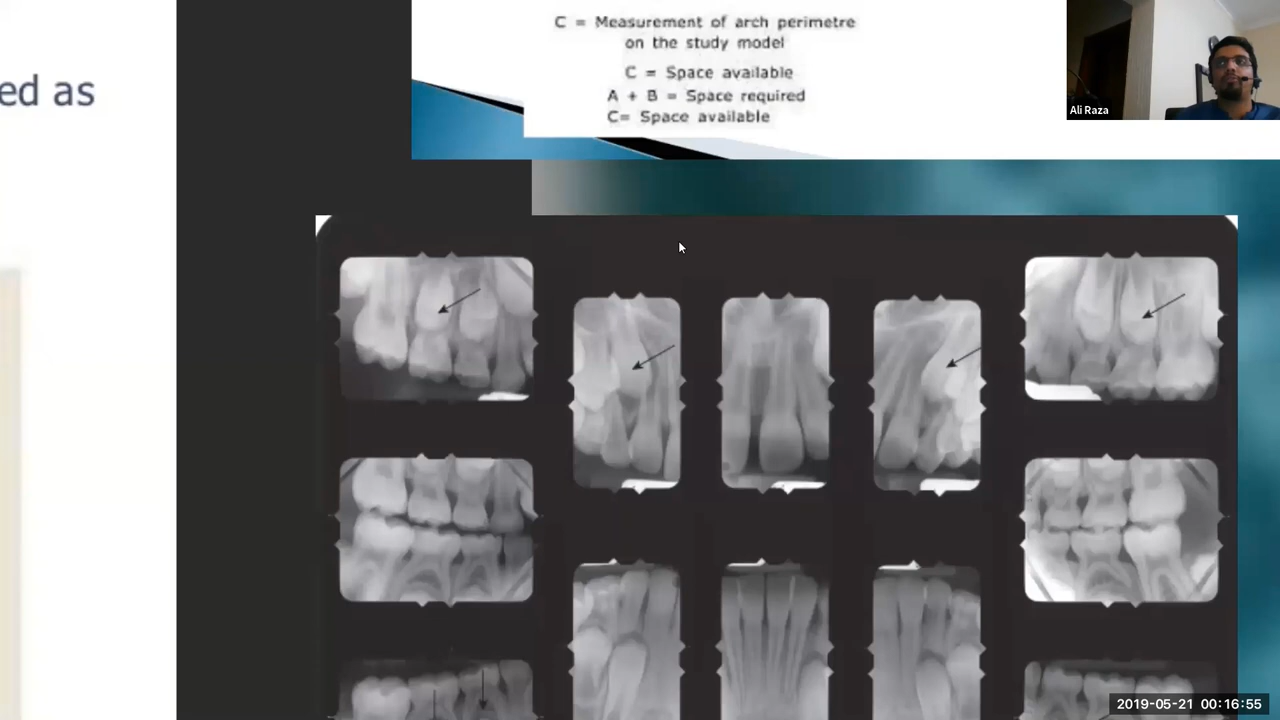 ed as
C = Measurement of arch perimetre
on the study model
C = Space available
A + B = Space required
C= Space available
Ali Raza
2019-05-21 00:16:55